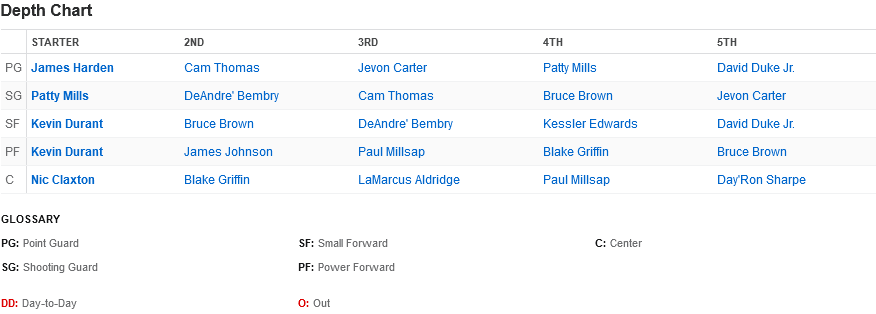 Depth Chart
STARTER 2ND 3RD 4TH 5TH
PG James Harden Cam Thomas Jevon Carter Patty Mills David Duke Jr.
SG Patty Mills DeAndre' Bembry Cam Thomas Bruce Brown Jevon Carter
SF Kevin Durant Bruce Brown DeAndre' Bembry Kessler Edwards David Duke Jr.
PF Kevin Durant James Johnson Paul Millsap Blake Griffin Bruce Brown
C Nic Claxton Blake Griffin LaMarcus Aldridge Paul Millsap Day'Ron Sharpe
GLOSSARY
PG: Point Guard SF: Small Forward C: Center
SG: Shooting Guard PF: Power Forward
DD: Day-to-Day O: Out